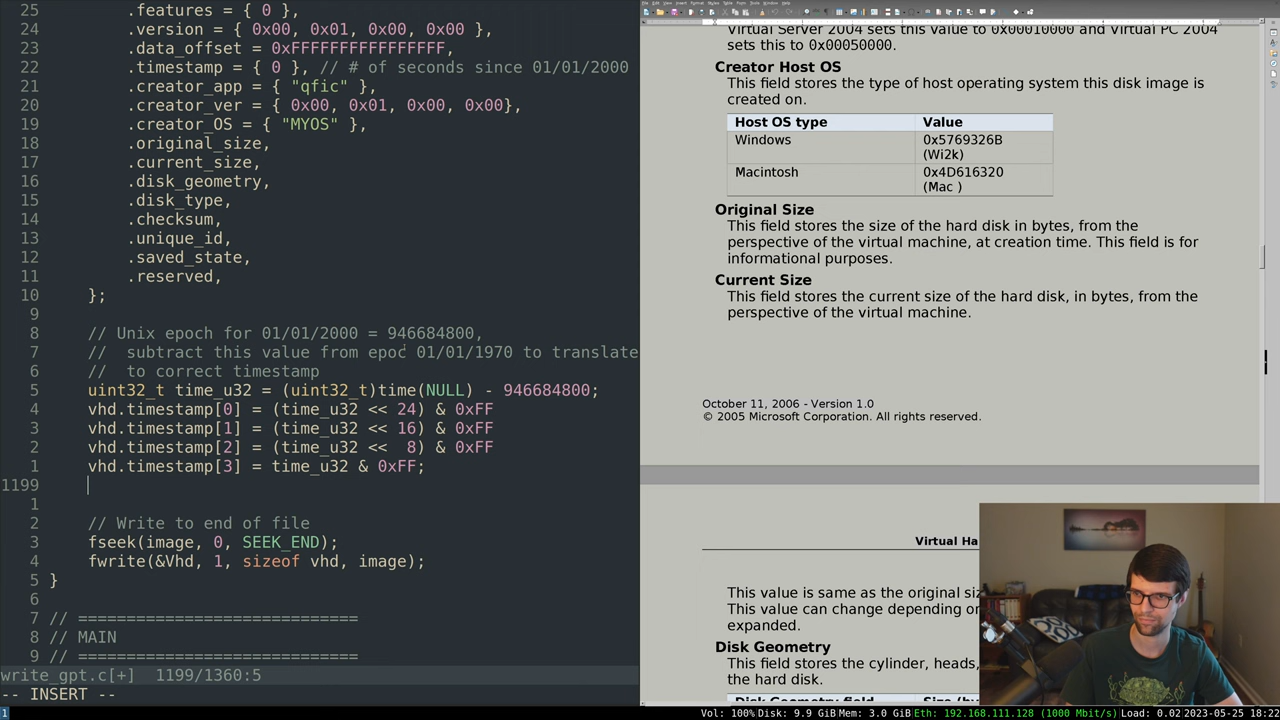 25 .features = { 0 },
24 .version = { 0x00, 0x01, 0x00, 0x00 },
23 .data_offset = 0xFFFFFFFFFFFFFFFF,
22 .timestamp = { 0 }, // # of seconds since 01/01/2000
21 .creator_app = { "qfic" },
20 .creator_ver = { 0x00, 0x01, 0x00, 0x00},
19 .creator_OS = { "MYOS" },
18 .original_size,
17 .current_size,
16 .disk_geometry,
15 .disk_type,
14 .checksum,
13 .unique_id,
12 .saved_state,
11 .reserved,
10 };
9
8 // Unix epoch for 01/01/2000 = 946684800,
7 // subtract this value from epoc 01/01/1970 to translate
6 // to correct timestamp
5 uint32_t time_u32 = (uint32_t)time(NULL) - 946684800;
4 vhd.timestamp[0] = (time_u32 << 24) & 0xFF
3 vhd.timestamp[1] = (time_u32 << 16) & 0xFF
2 vhd.timestamp[2] = (time_u32 <<  8) & 0xFF
1 vhd.timestamp[3] = time_u32 & 0xFF;
1199
1
2 // Write to end of file
3 fseek(image, 0, SEEK_END);
4 fwrite(&Vhd, 1, sizeof vhd, image);
5 }
6
7 // =============================
8 // MAIN
9 // =============================
write_gpt.c[+] 1199/1360:5
-- INSERT --
Virtual Server 2004 sets this value to 0x00010000 and Virtual PC 2004
sets this to 0x00050000.
Creator Host OS
This field stores the type of host operating system this disk image is
created on.
Host OS type Value
Windows 0x5769326B
(Wi2k)
Macintosh 0x4D616320
(Mac )
Original Size
This field stores the size of the hard disk in bytes, from the
perspective of the virtual machine, at creation time. This field is for
informational purposes.
Current Size
This field stores the current size of the hard disk, in bytes, from the
perspective of the virtual machine.
October 11, 2006 - Version 1.0
© 2005 Microsoft Corporation. All rights reserved.
Virtual Ha
This value is same as the original siz
This value can change depending on
expanded.
Disk Geometry
This field stores the cylinder, heads,
the hard disk.
Disk Geometry field Size (by
1 Vol: 100% Disk: 9.9 GiB Mem: 3.0 GiB Eth: 192.168.111.128 (1000 Mbit/s) Load: 0.02 2023-05-25 18:22